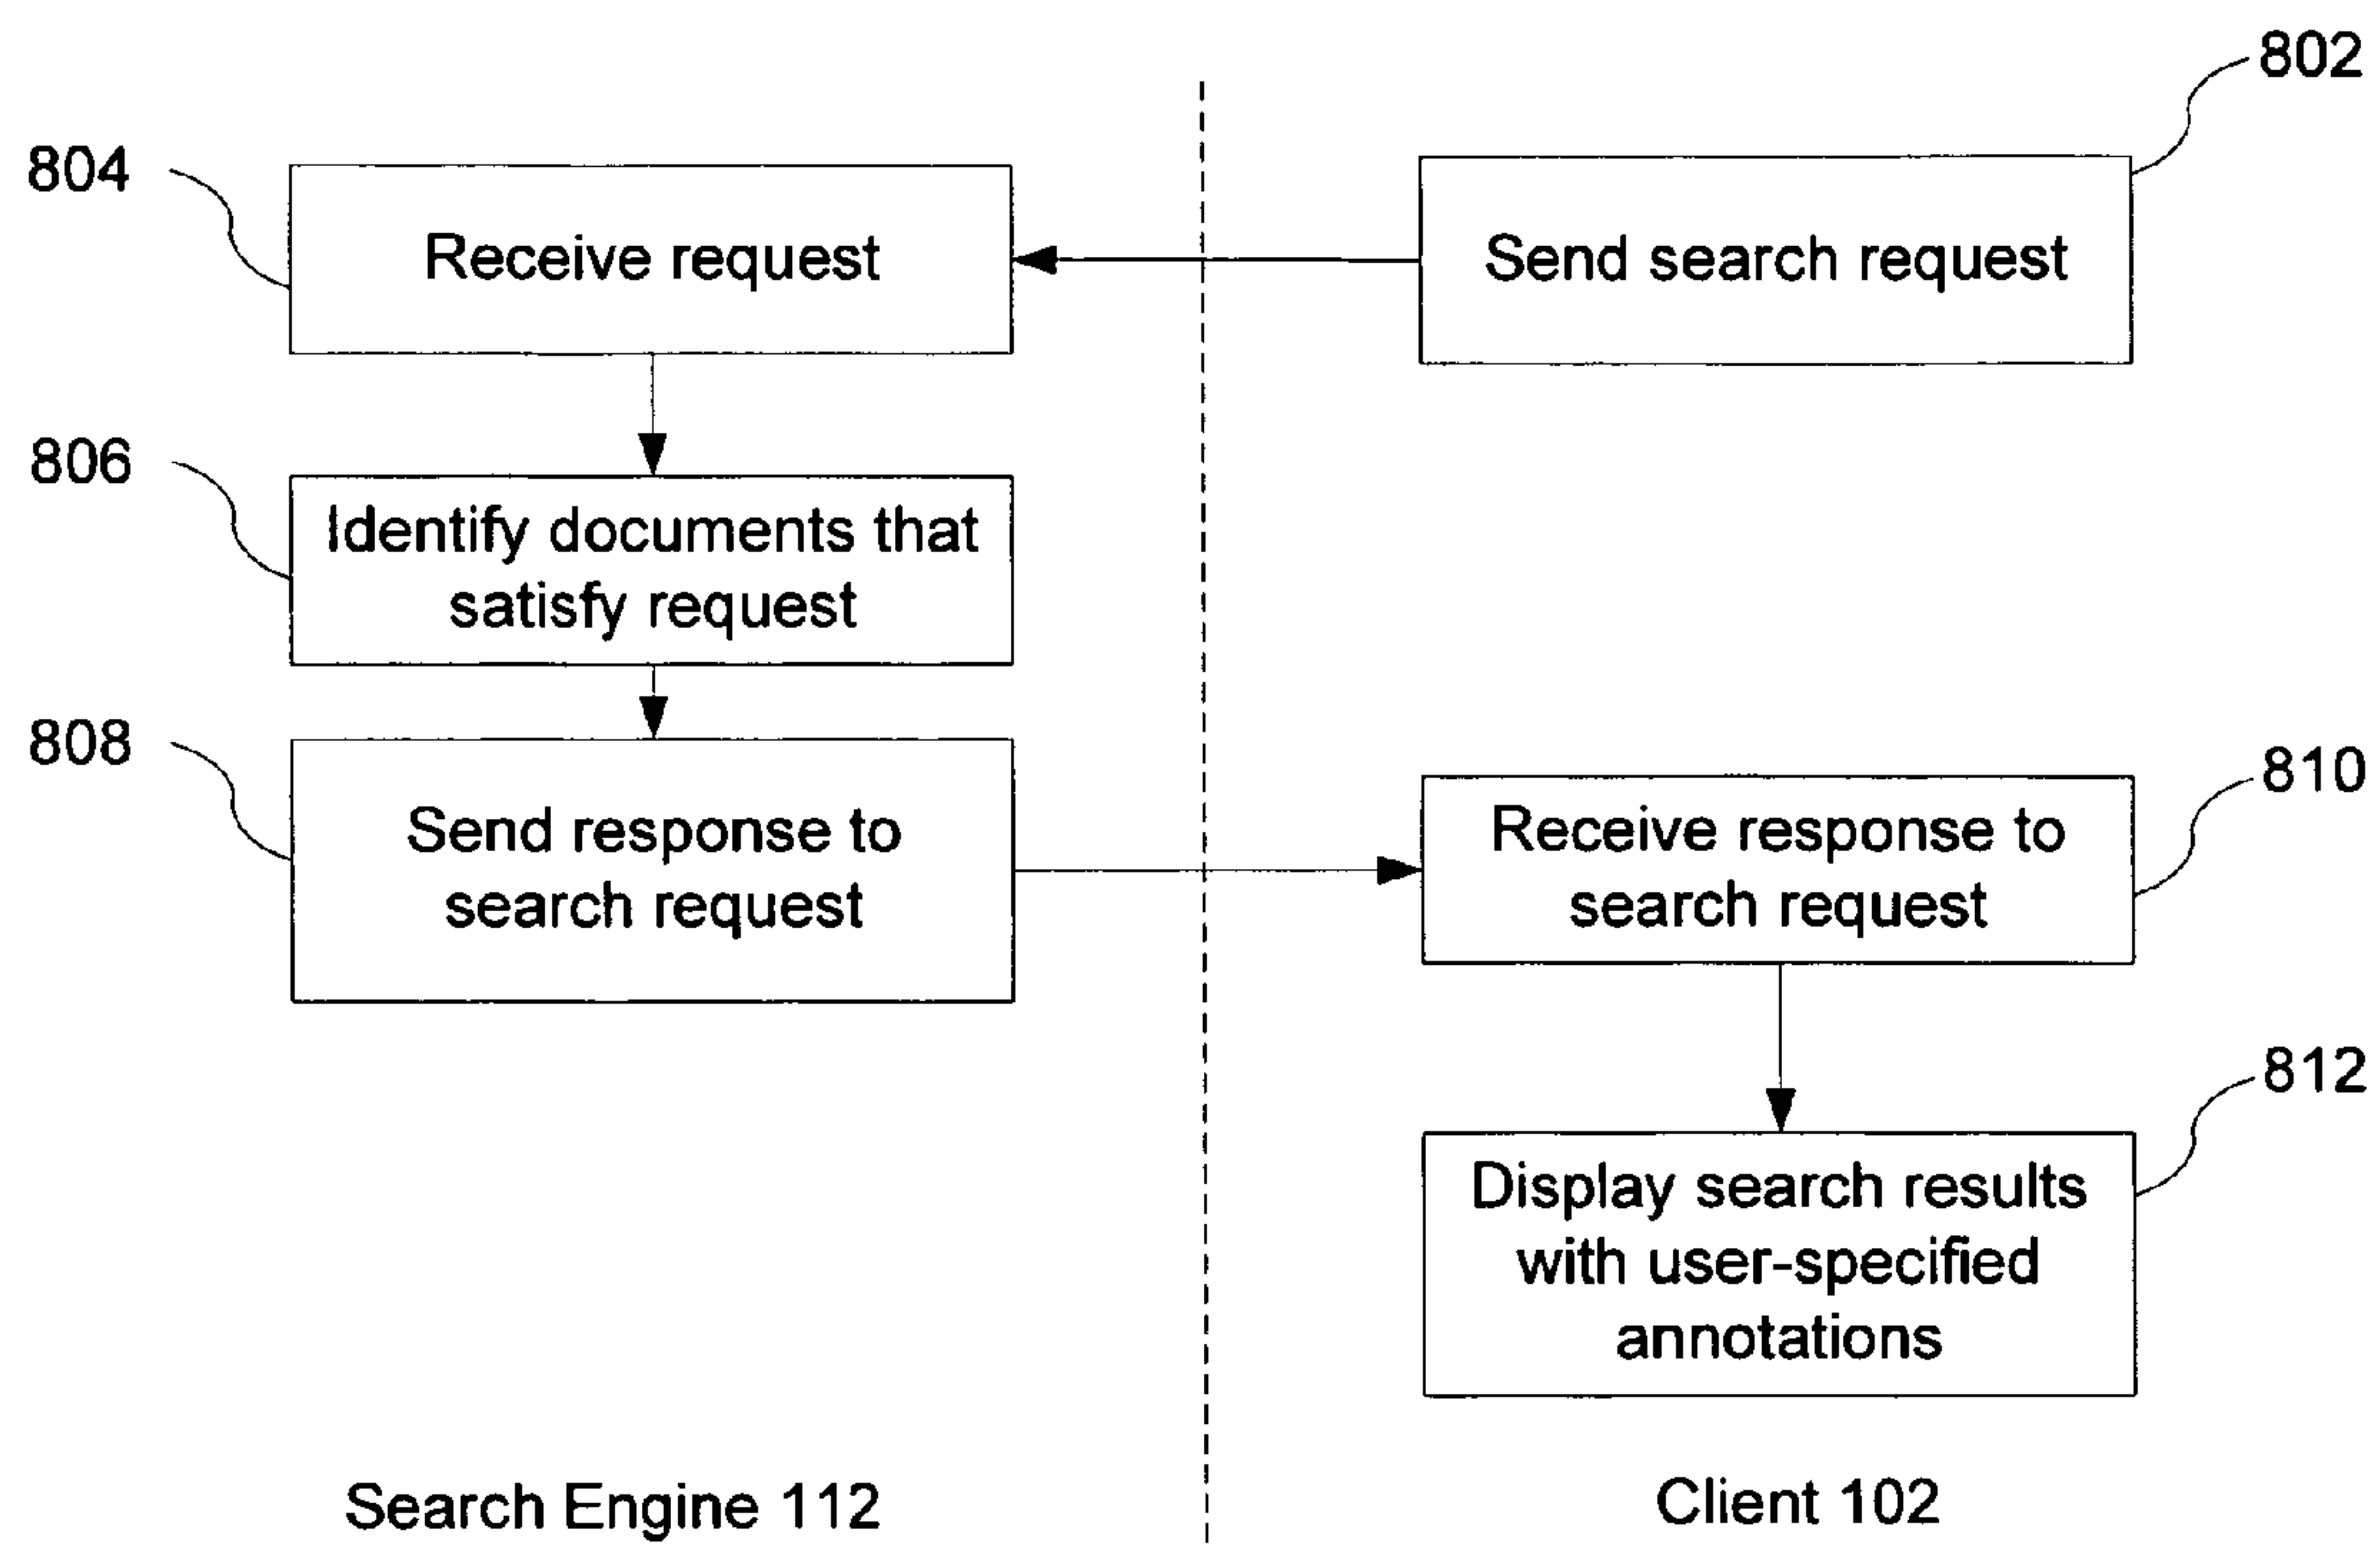 802
804
Receive request
Send search request
806
Identify documents that
satisfy request
808
Send response to
search request
810
Receive response to
search request
812
Display search results
with user-specified
annotations
Search Engine 112
Client 102